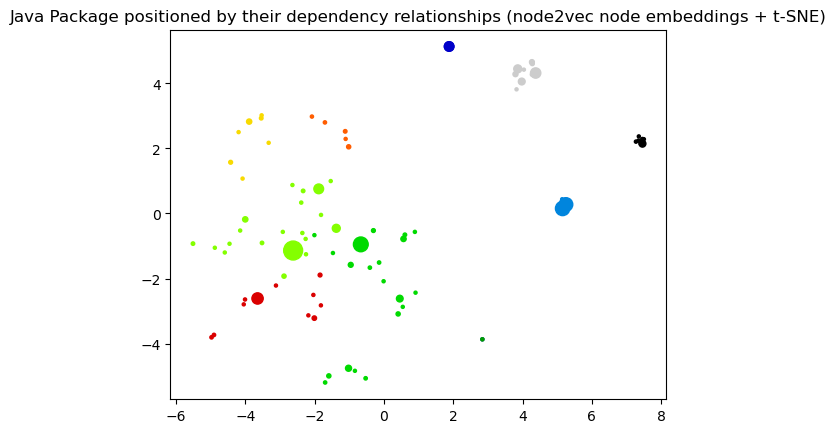 Java Package positioned by their dependency relationships (node2vec node embeddings + t-SNE)
4
2
0
−2
−4
−6 −4 −2 0 2 4 6 8